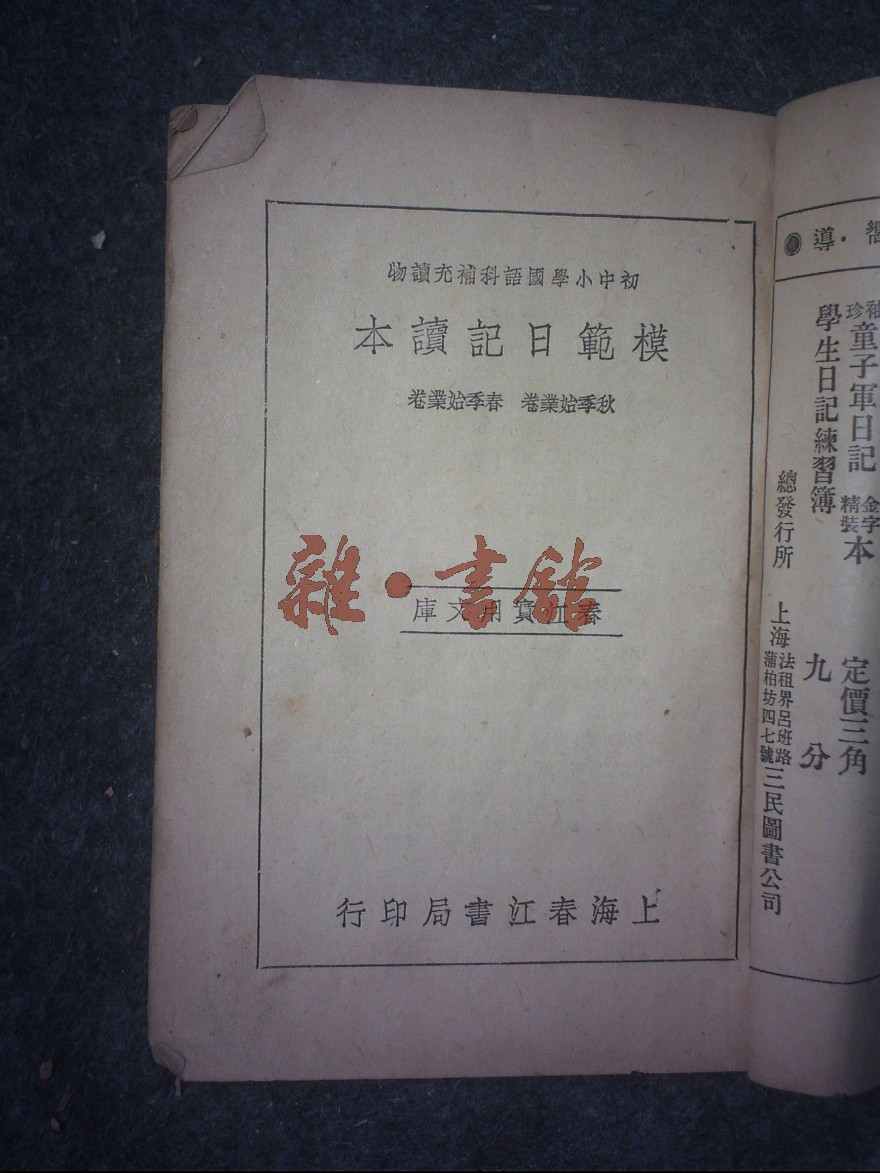 嚮·導
袖珍童子軍日記 金字精裝本 定價三角
學生日記練習簿 九分
總發行所 上海法租界呂班路蒲柏坊四七號三民圖書公司
初中小學國語科補充讀物
模範日記讀本
秋季始業卷 春季始業卷
春江實用文庫
上海春江書局印行
雜·書館